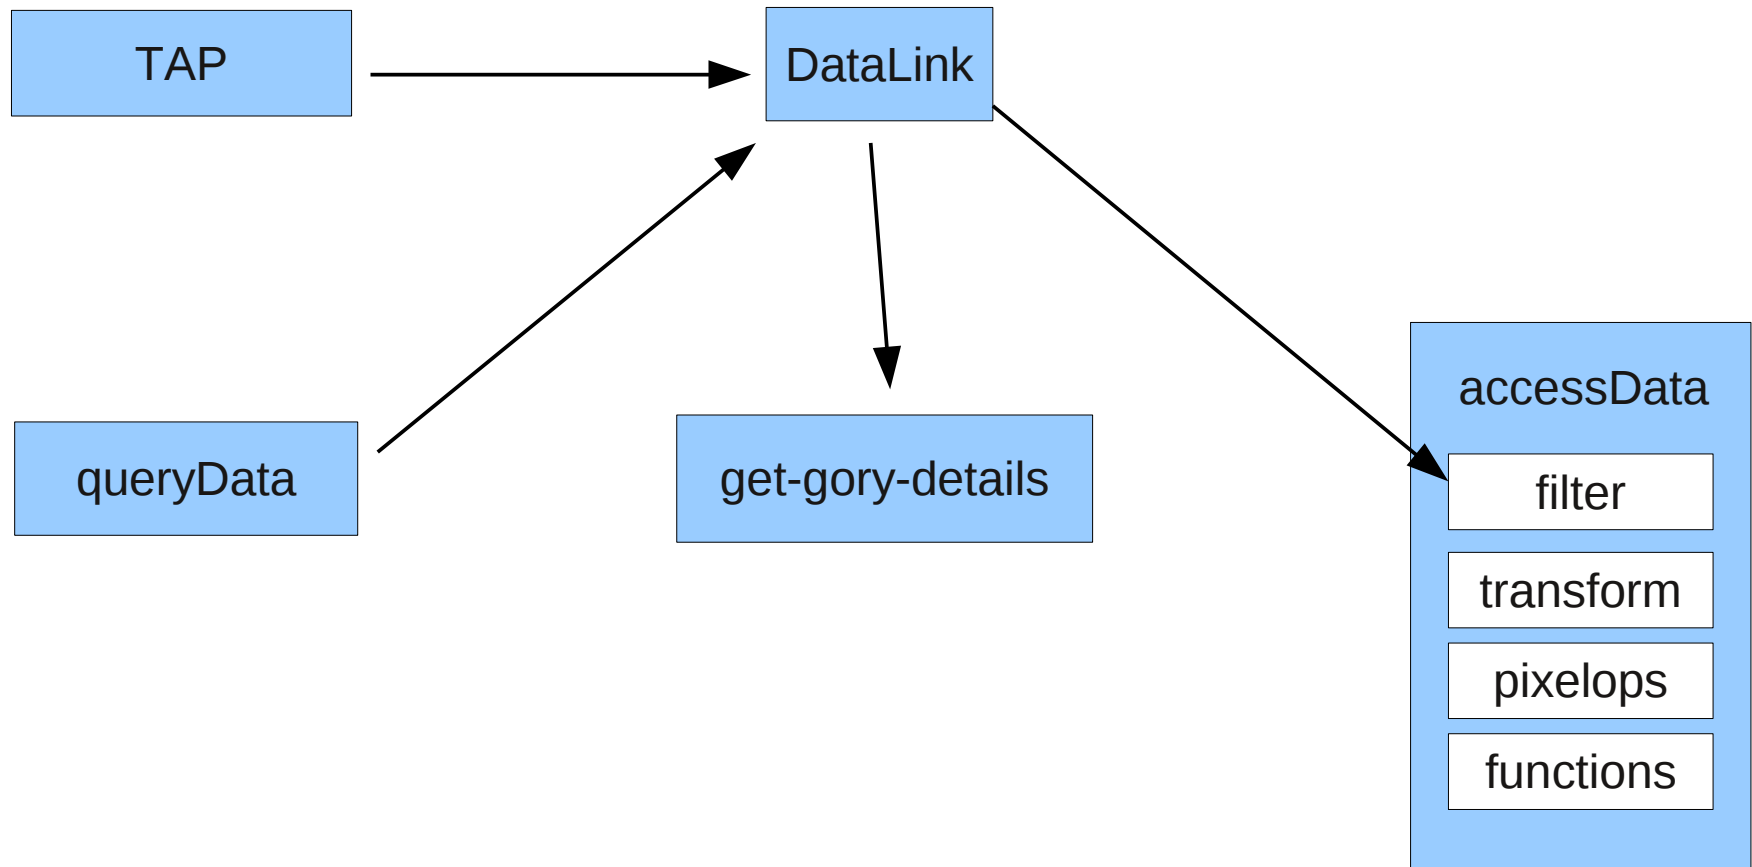 TAP
DataLink
accessData
queryData
get-gory-details
filter
transform
pixelops
functions